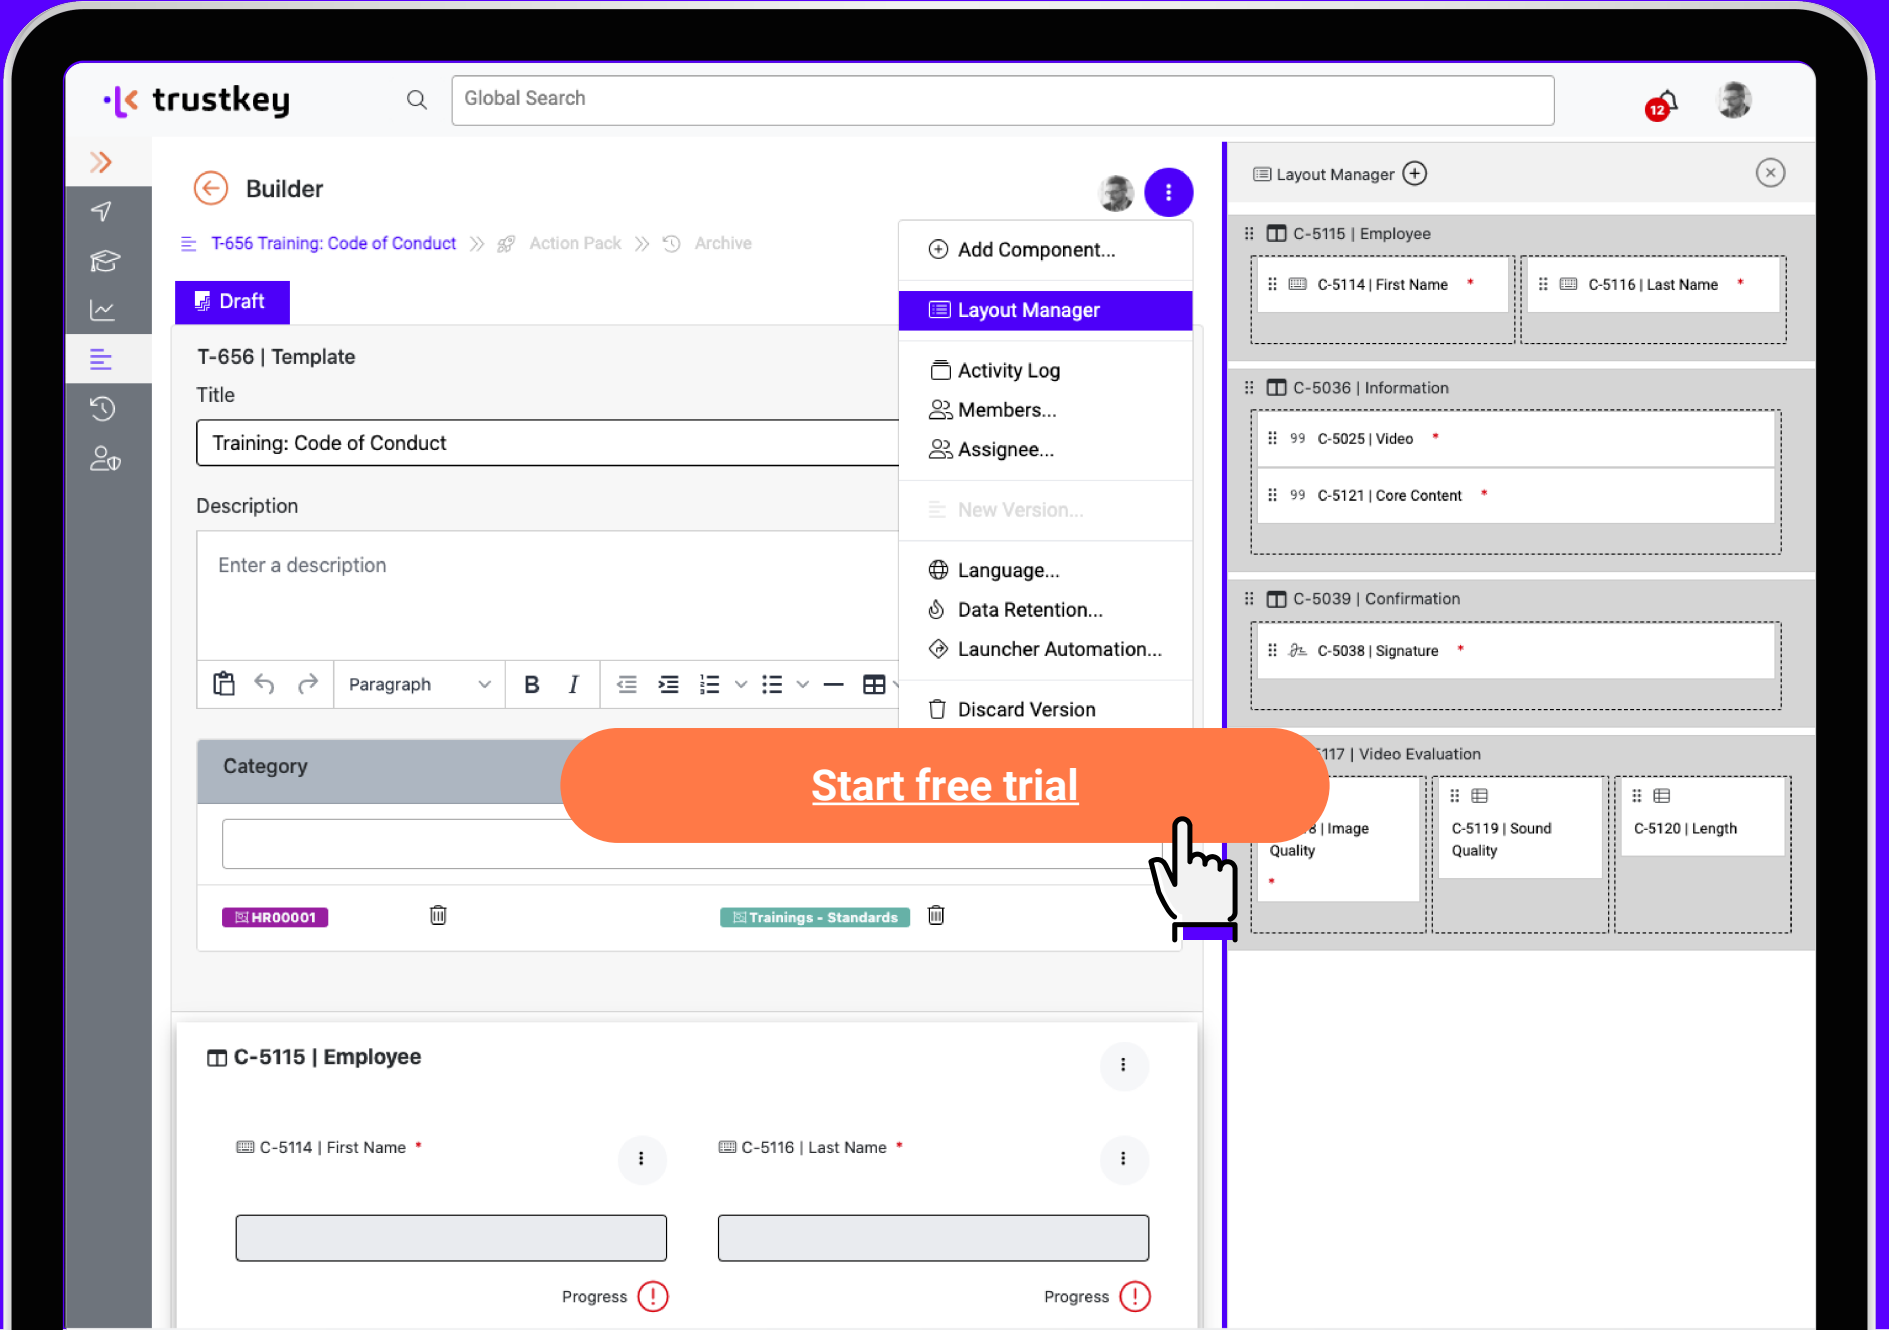 trustkey
Global Search
12
Builder
T-656 Training: Code of Conduct
Action Pack
Archive
Draft
T-656 | Template
Title
Training: Code of Conduct
Description
Enter a description
Paragraph
B I
Category
HR00001
Trainings - Standards
Add Component...
Layout Manager
Activity Log
Members...
Assignee...
New Version...
Language...
Data Retention...
Launcher Automation...
Discard Version
Start free trial
C-5115 | Employee
C-5114 | First Name *
C-5116 | Last Name *
Progress
Progress
Layout Manager
C-5115 | Employee
C-5114 | First Name *
C-5116 | Last Name *
C-5036 | Information
99 C-5025 | Video *
99 C-5121 | Core Content *
C-5039 | Confirmation
C-5038 | Signature *
117 | Video Evaluation
8 | Image
Quality
*
C-5119 | Sound
Quality
C-5120 | Length